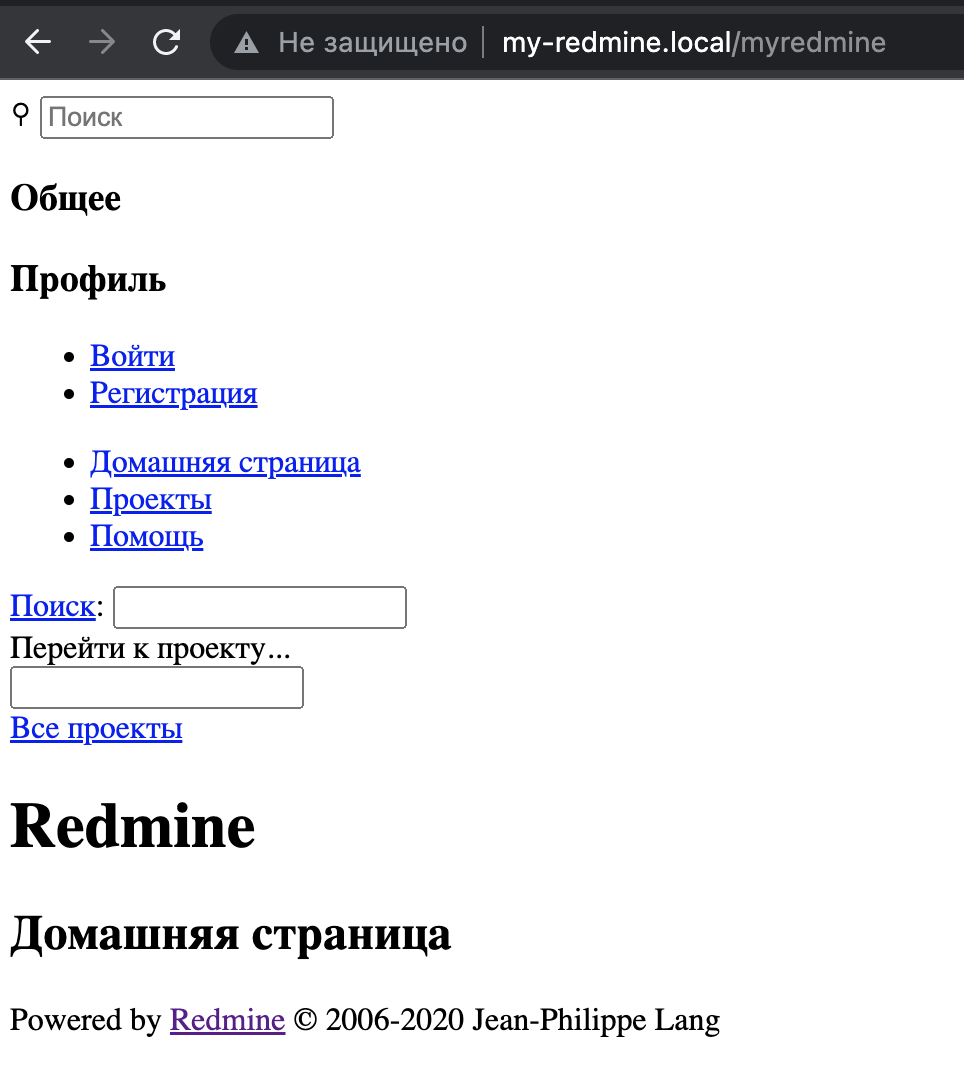 Не защищено my-redmine.local/myredmine
Поиск
Общее
Профиль
Войти
Регистрация
Домашняя страница
Проекты
Помощь
Поиск:
Перейти к проекту...
Все проекты
Redmine
Домашняя страница
Powered by Redmine © 2006-2020 Jean-Philippe Lang